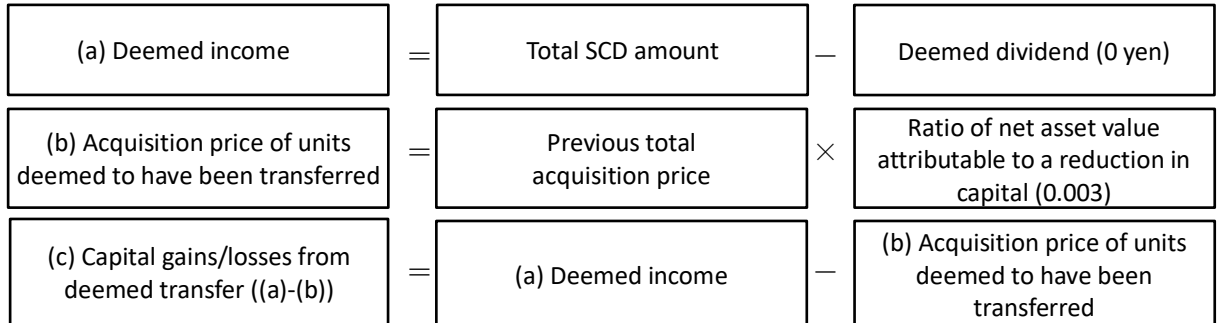 (a) Deemed income = Total SCD amount − Deemed dividend (0 yen)
(b) Acquisition price of units
deemed to have been transferred
=
Previous total
acquisition price
×
Ratio of net asset value
attributable to a reduction in
capital (0.003)
(c) Capital gains/losses from
deemed transfer ((a)-(b))
=
(a) Deemed income
−
(b) Acquisition price of units
deemed to have been
transferred